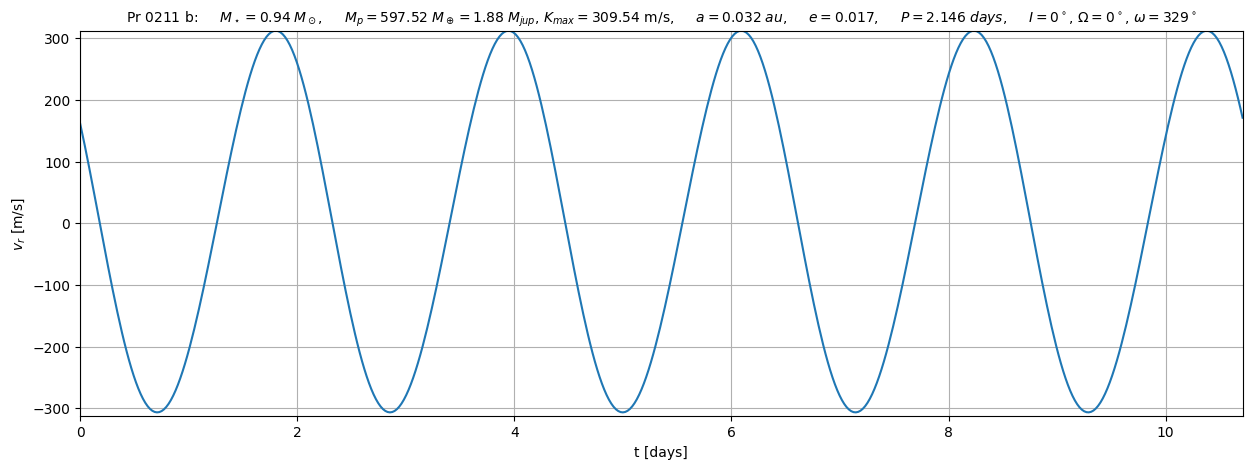 Pr 0211 b: M⋆ = 0.94 M⊙, Mp = 597.52 M⊕ = 1.88 Mjup, Kmax = 309.54 m/s, a = 0.032 au, e = 0.017, P = 2.146 days, I = 0°, Ω = 0°, ω = 329°
300
200
100
0
−100
−200
−300
vr [m/s]
0 2 4 6 8 10
t [days]